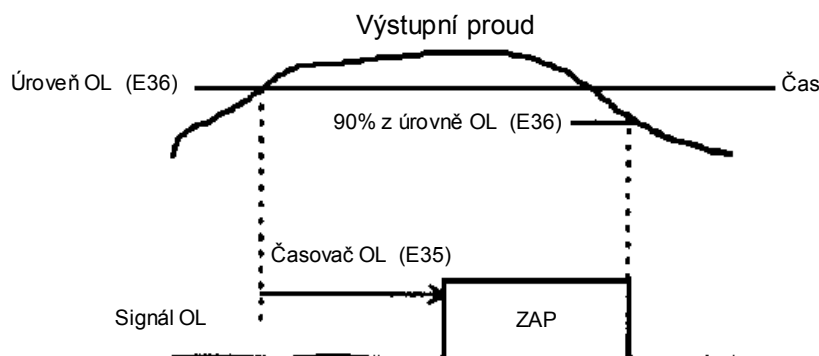 Výstupní proud
Úroveň OL (E36)
Čas
90% z úrovně OL (E36)
Časovač OL (E35)
Signál OL
ZAP